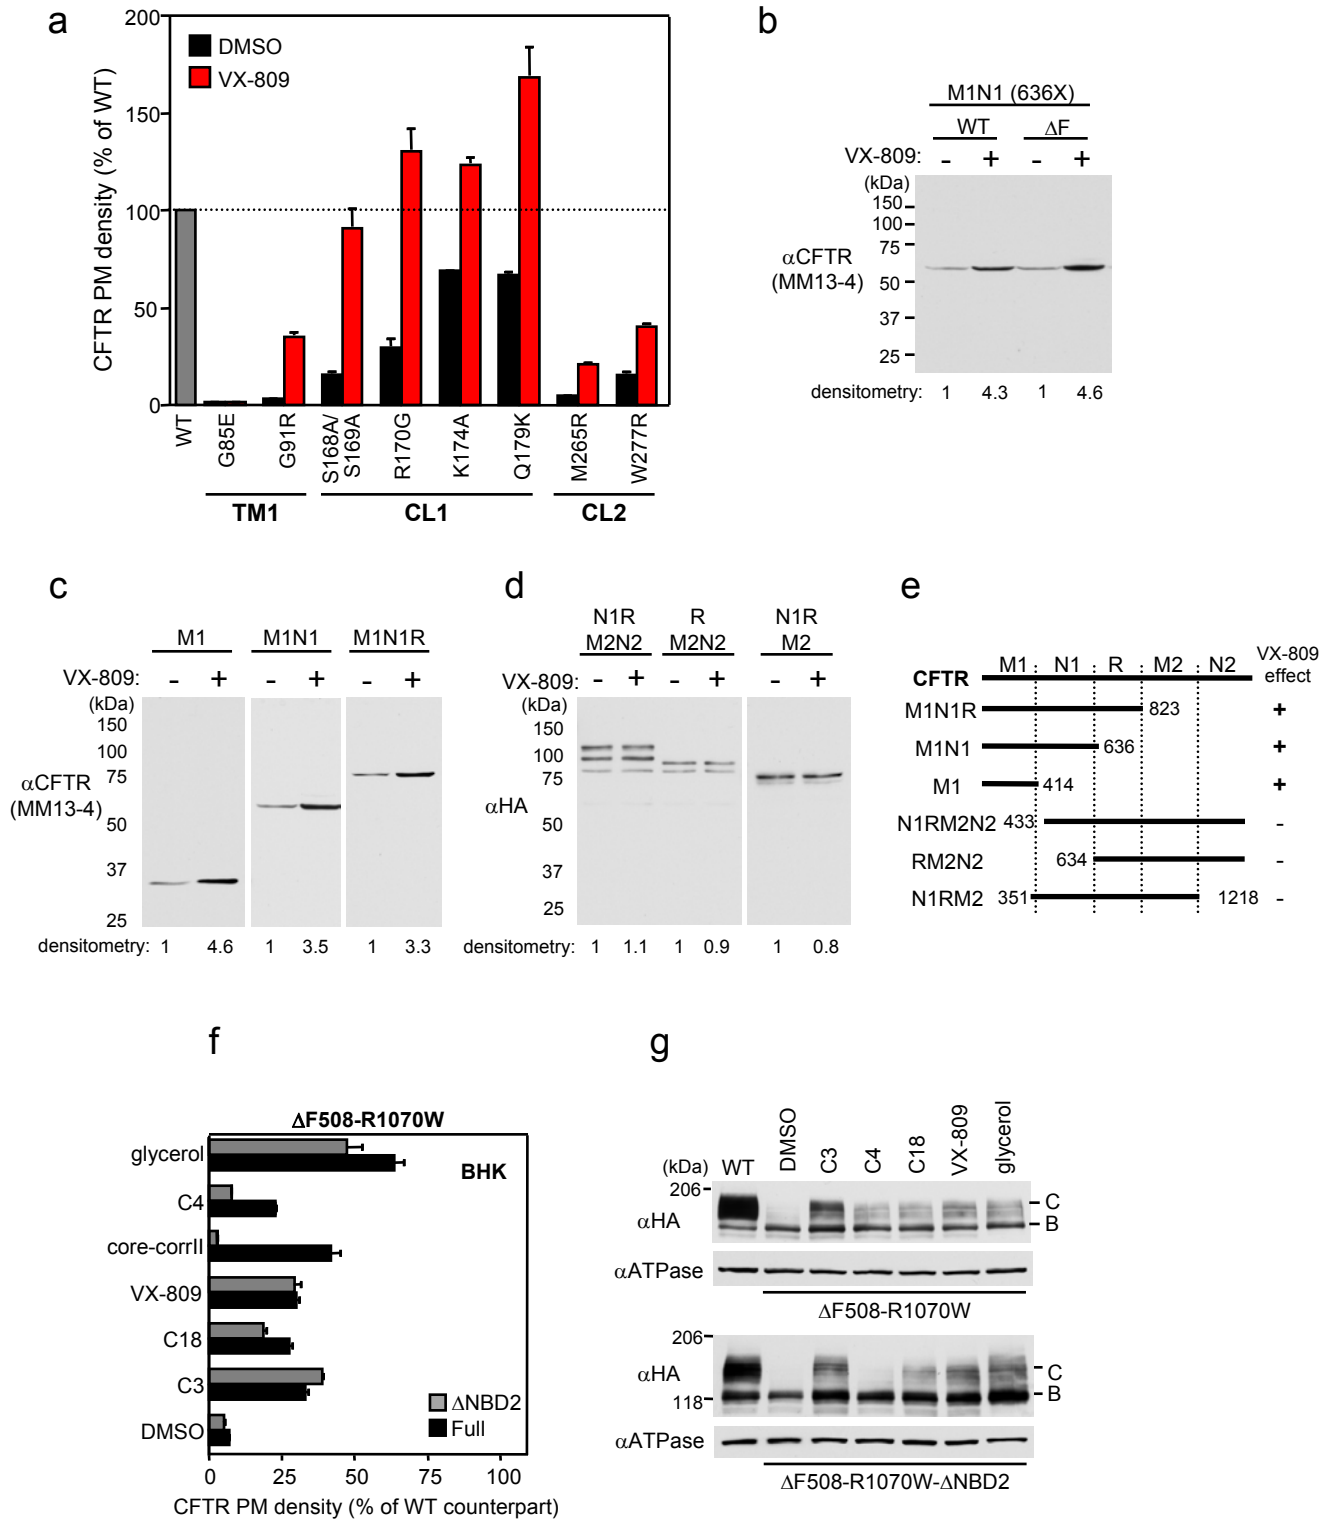 a
200
150
100
50
0
CFTR PM density (% of WT)
DMSO
VX-809
WT
G85E
G91R
S168A/
S169A
R170G
K174A
Q179K
M265R
W277R
TM1
CL1
CL2
b
M1N1 (636X)
WT ΔF
VX-809: - + - +
(kDa)
150
100
75
50
37
25
αCFTR
(MM13-4)
densitometry: 1 4.3 1 4.6
c
M1 M1N1 M1N1R
VX-809: - + - + - +
(kDa)
150
100
75
50
37
25
αCFTR
(MM13-4)
densitometry: 1 4.6 1 3.5 1 3.3
d
N1R R N1R
M2N2 M2N2 M2
VX-809: - + - + - +
(kDa)
150
100
75
50
37
25
αHA
densitometry: 1 1.1 1 0.9 1 0.8
e
M1 N1 R M2 N2 VX-809
CFTR effect
M1N1R 823 +
M1N1 636 +
M1 414 +
N1RM2N2 433 -
RM2N2 634 -
N1RM2 351 1218 -
f
ΔF508-R1070W
BHK
glycerol
C4
core-corrII
VX-809
C18
C3
DMSO
ΔNBD2
Full
0 25 50 75 100
CFTR PM density (% of WT counterpart)
g
(kDa) WT DMSO C3 C4 C18 VX-809 glycerol
206
αHA
C
B
αATPase
ΔF508-R1070W
206
αHA
118
C
B
αATPase
ΔF508-R1070W-ΔNBD2